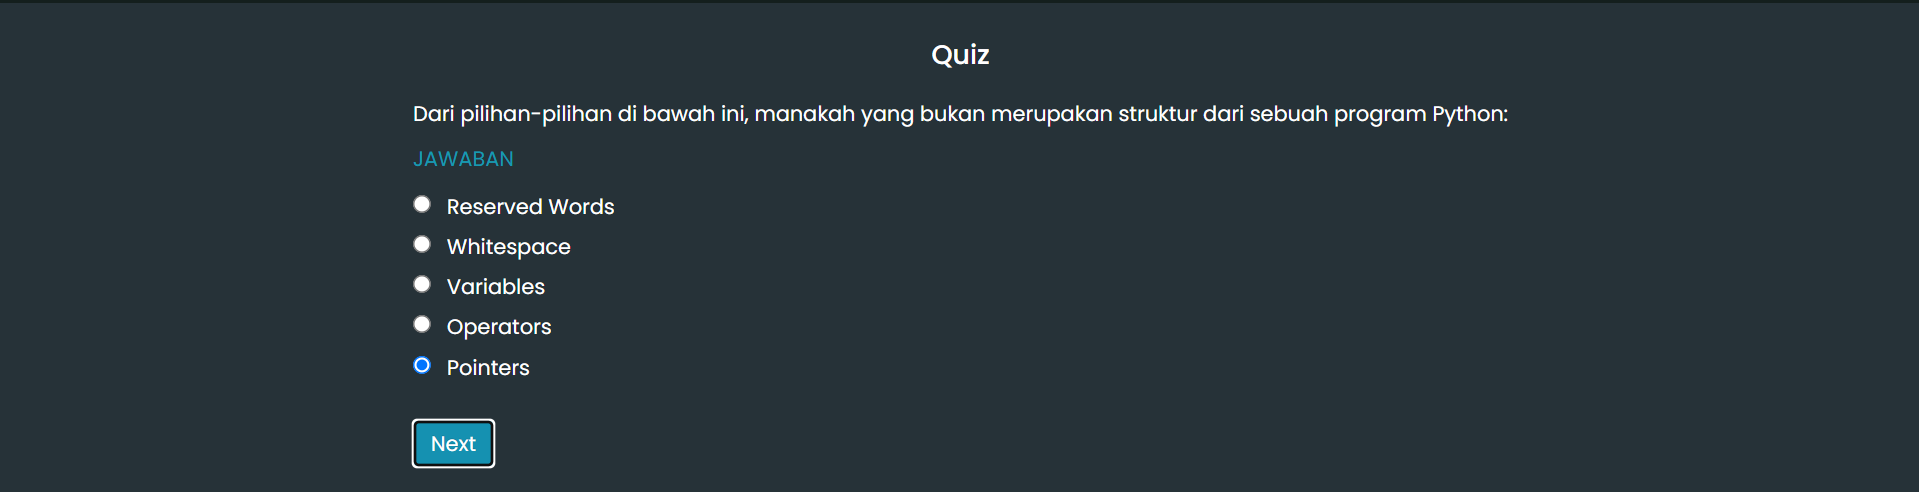 Quiz
Dari pilihan-pilihan di bawah ini, manakah yang bukan merupakan struktur dari sebuah program Python:
JAWABAN
Reserved Words
Whitespace
Variables
Operators
Pointers
Next